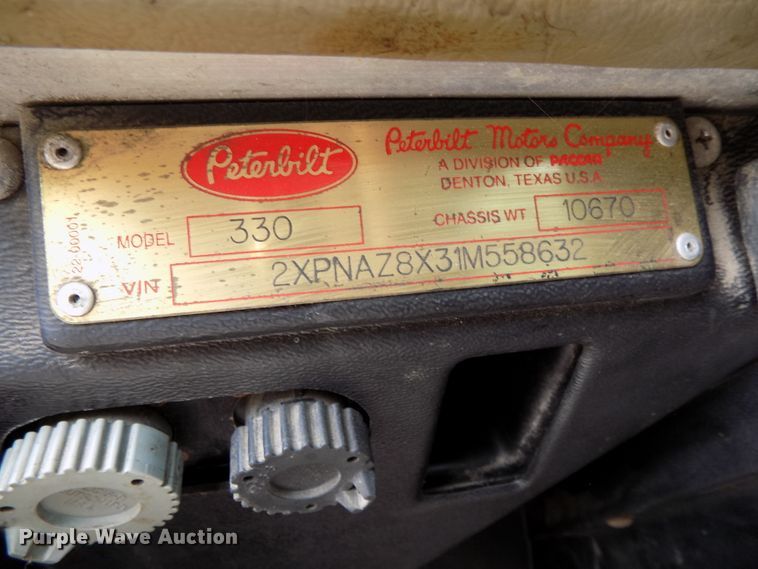 Peterbilt
Peterbilt Motors Company
A DIVISION OF PACCAR
DENTON, TEXAS U.S.A.
MODEL 330
CHASSIS WT 10670
VIN 2XPNAZ8X31M558632
Purple Wave Auction